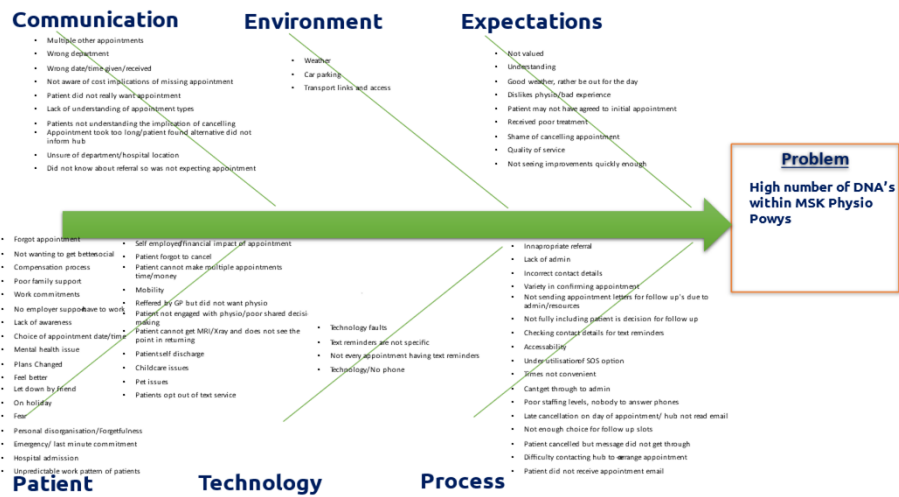 Communication
Multiple other appointments
Wrong department
Wrong date/time given/received
Not aware of cost implications of missing appointment
Patient did not really want appointment
Lack of understanding of appointment types
Patients not understanding the implication of cancelling
Appointment took too long/patient found alternative did not
inform hub
Unsure of department/hospital location
Did not know about referral so was not expecting appointment
Environment
Weather
Car parking
Transport links and access
Expectations
Not valued
Understanding
Good weather, rather be out for the day
Dislikes physio/bad experience
Patient may not have agreed to initial appointment
Received poor treatment
Shame of cancelling appointment
Quality of service
Not seeing improvements quickly enough
Problem
High number of DNA's
within MSK Physio
Powys
Forgot appointment
Not wanting to get better/social
Compensation process
Poor family support
Work commitments
No employer support/have to work
Lack of awareness
Choice of appointment date/time
Mental health issue
Plans Changed
Feel better
Let down by friend
On holiday
Fear
Personal disorganisation/Forgetfulness
Emergency/ last minute commitment
Hospital admission
Unpredictable work pattern of patients
Self employed/financial impact of appointment
Patient forgot to cancel
Patient cannot make multiple appointments
time/money
Mobility
Reffered by GP but did not want physio
Patient not engaged with physio/poor shared decisi-
making
Patient cannot get MRI/Xray and does not see the
point in returning
Patient self discharge
Childcare issues
Pet issues
Patients opt out of text service
Patient
Technology faults
Text reminders are not specific
Not every appointment having text reminders
Technology/No phone
Technology
Innapropriate referral
Lack of admin
Incorrect contact details
Variety in confirming appointment
Not sending appointment letters for follow up's due to
admin/resources
Not fully including patient is decision for follow up
Checking contact details for text reminders
Accessability
Under utilisation of SOS option
Times not convenient
Cant get through to admin
Poor staffing levels, nobody to answer phones
Late cancellation on day of appointment/ hub not read email
Not enough choice for follow up slots
Patient cancelled but message did not get through
Difficulty contacting hub to rearrange appointment
Patient did not receive appointment email
Process